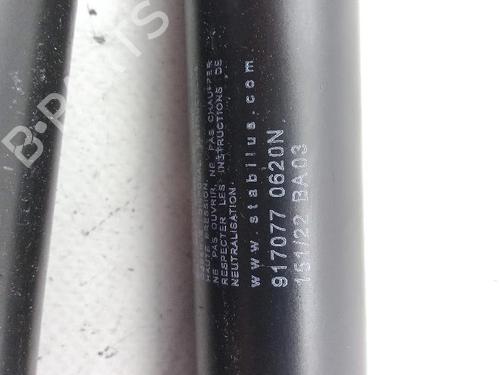 HAUTE PRESSION.
NE PAS OUVRIR, NE PAS CHAUFFER
RESPECTER LES INSTRUCTIONS DE
NEUTRALISATION.
www.stabilus.com
917077 0620N
151/22 BA03
B-PARTS